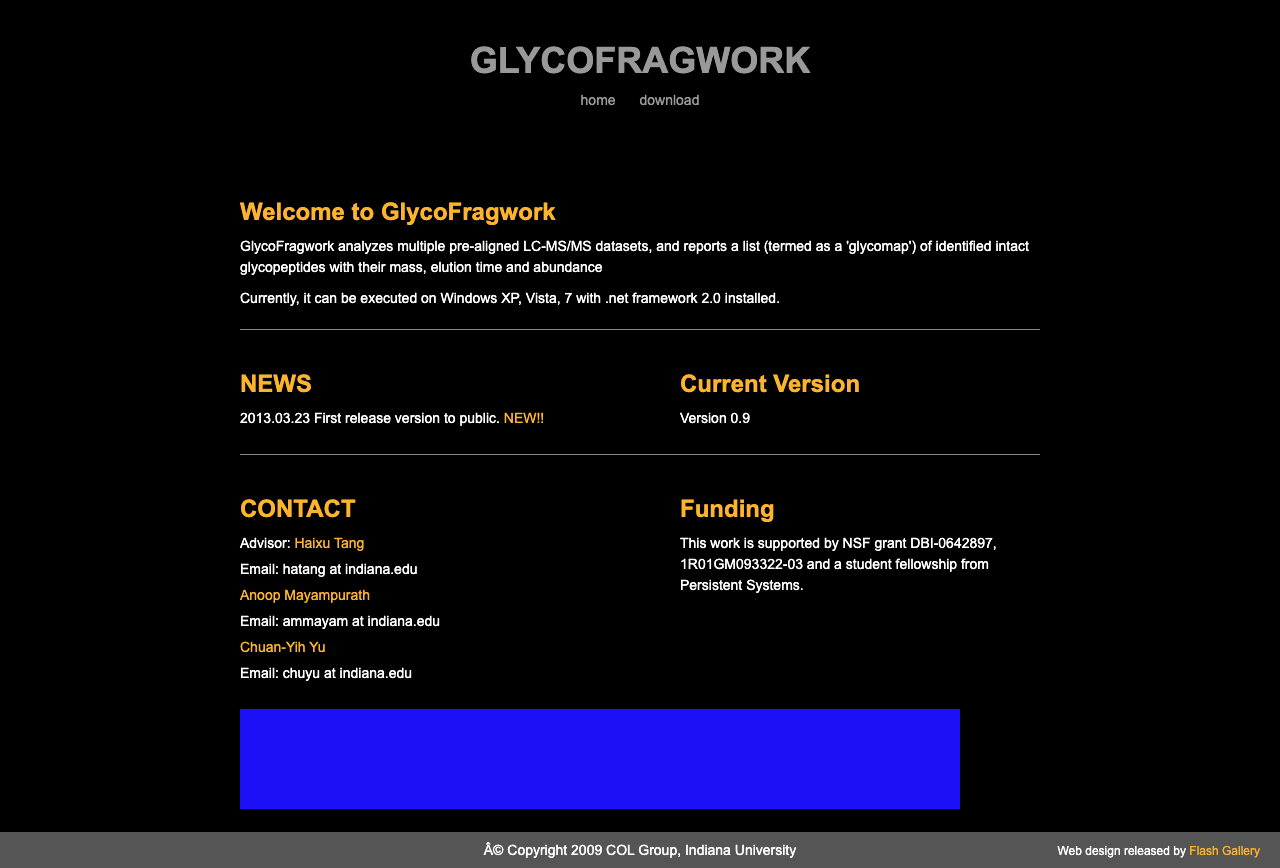 GLYCOFRAGWORK
home download
Welcome to GlycoFragwork
GlycoFragwork analyzes multiple pre-aligned LC-MS/MS datasets, and reports a list (termed as a 'glycomap') of identified intact
glycopeptides with their mass, elution time and abundance
Currently, it can be executed on Windows XP, Vista, 7 with .net framework 2.0 installed.
NEWS
2013.03.23 First release version to public. NEW!!
Current Version
Version 0.9
CONTACT
Advisor: Haixu Tang
Email: hatang at indiana.edu
Anoop Mayampurath
Email: ammayam at indiana.edu
Chuan-Yih Yu
Email: chuyu at indiana.edu
Funding
This work is supported by NSF grant DBI-0642897,
1R01GM093322-03 and a student fellowship from
Persistent Systems.
Â© Copyright 2009 COL Group, Indiana University
Web design released by Flash Gallery